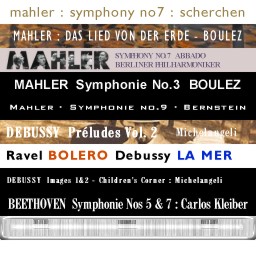 mahler : symphony no7 : scherchen
MAHLER : DAS LIED VON DER ERDE - BOULEZ
MAHLER
SYMPHONY NO.7 ABBADO
BERLINER PHILHARMONIKER
MAHLER Symphonie No.3 BOULEZ
MAHLER · SYMPHONIE NO.9 · BERNSTEIN
DEBUSSY Préludes Vol. 2 Michelangeli
Ravel BOLERO Debussy LA MER
DEBUSSY Images 1&2 - Children's Corner : Michelangeli
BEETHOVEN Symphonie Nos 5 & 7 : Carlos Kleiber